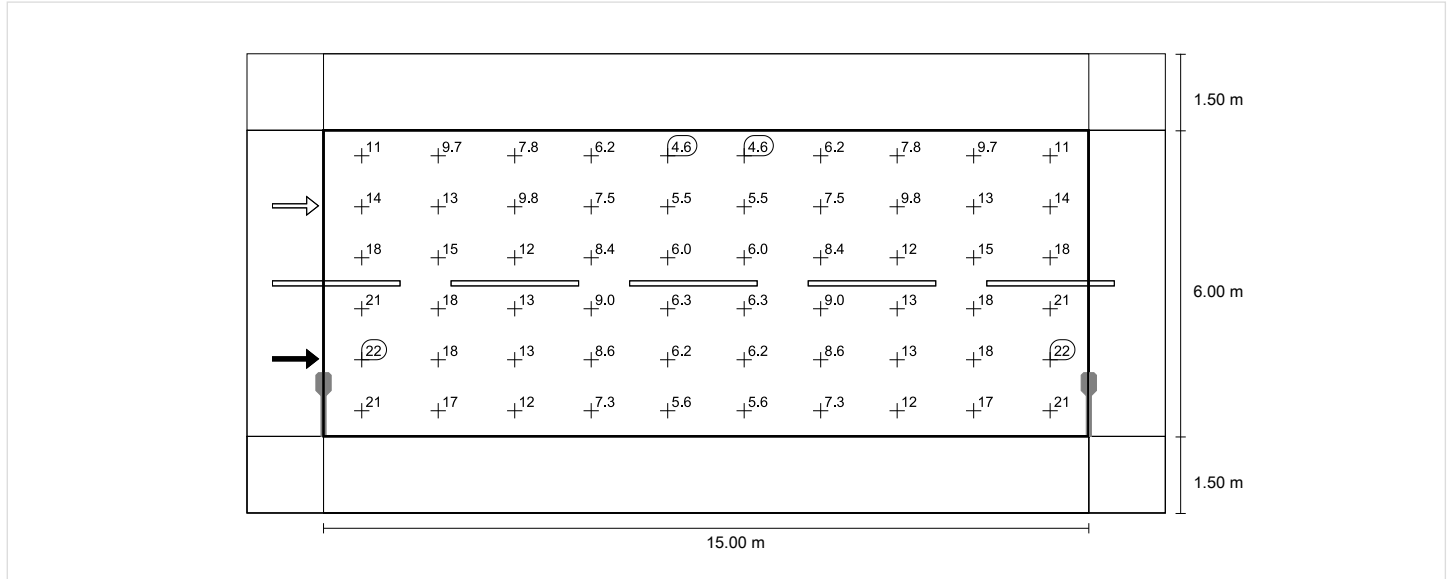 1.50 m
11 9.7 7.8 6.2 4.6 4.6 6.2 7.8 9.7 11
14 13 9.8 7.5 5.5 5.5 7.5 9.8 13 14
18 15 12 8.4 6.0 6.0 8.4 12 15 18
6.00 m
21 18 13 9.0 6.3 6.3 9.0 13 18 21
22 18 13 8.6 6.2 6.2 8.6 13 18 22
21 17 12 7.3 5.6 5.6 7.3 12 17 21
1.50 m
15.00 m